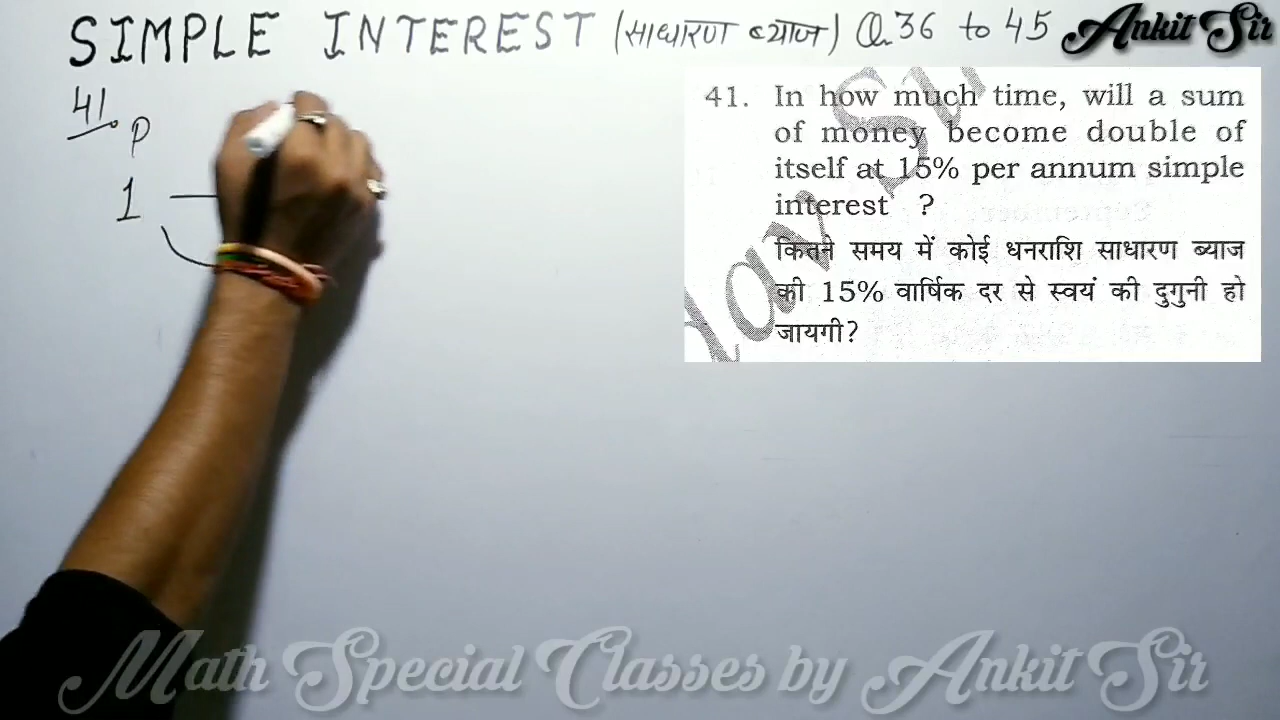 SIMPLE INTEREST (साधारण ब्याज) Q.36 to 45
Ankit Sir
41.
P
1
41. In how much time, will a sum
of money become double of
itself at 15% per annum simple
interest ?
कितने समय में कोई धनराशि साधारण ब्याज
की 15% वार्षिक दर से स्वयं की दुगुनी हो
जायगी?
Math Special Classes by Ankit Sir